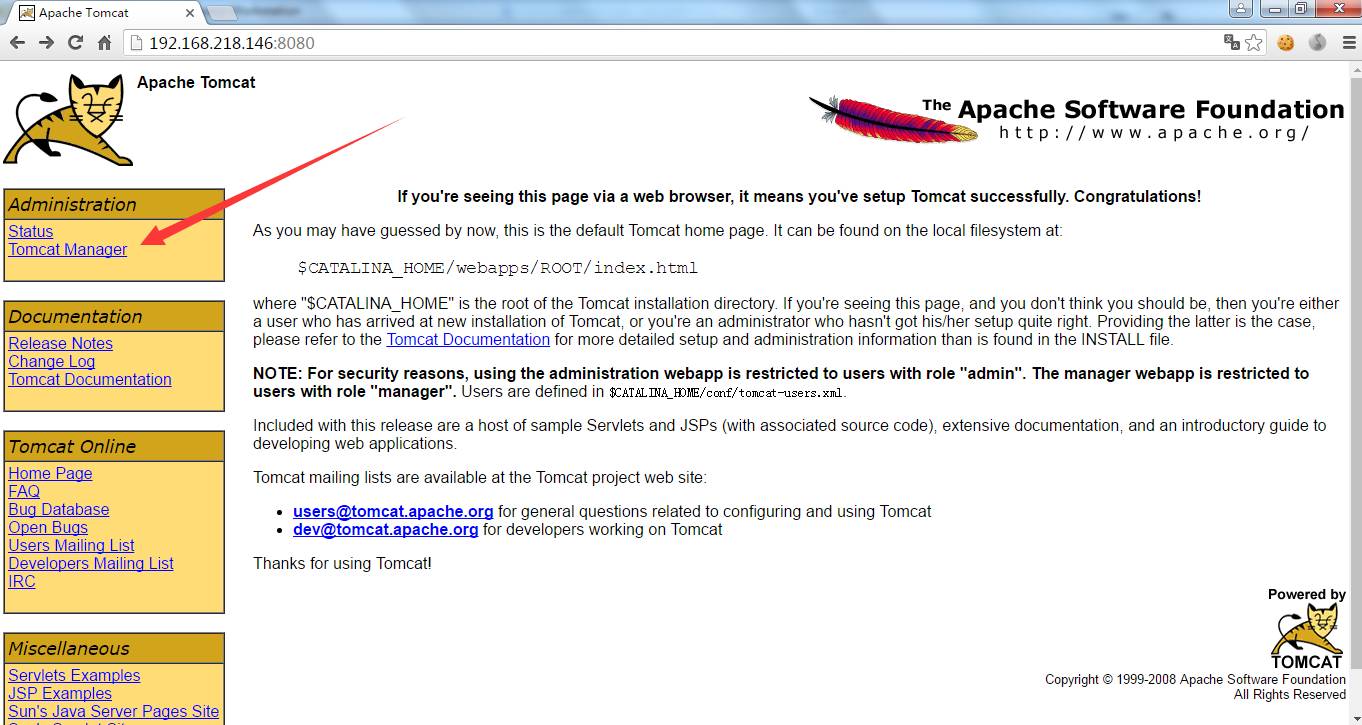 Apache Tomcat
192.168.218.146:8080
Apache Tomcat
The Apache Software Foundation
http://www.apache.org/
Administration
Status
Tomcat Manager
Documentation
Release Notes
Change Log
Tomcat Documentation
Tomcat Online
Home Page
FAQ
Bug Database
Open Bugs
Users Mailing List
Developers Mailing List
IRC
Miscellaneous
Servlets Examples
JSP Examples
Sun's Java Server Pages Site
If you're seeing this page via a web browser, it means you've setup Tomcat successfully. Congratulations!
As you may have guessed by now, this is the default Tomcat home page. It can be found on the local filesystem at:
$CATALINA_HOME/webapps/ROOT/index.html
where "$CATALINA_HOME" is the root of the Tomcat installation directory. If you're seeing this page, and you don't think you should be, then you're either
a user who has arrived at new installation of Tomcat, or you're an administrator who hasn't got his/her setup quite right. Providing the latter is the case,
please refer to the Tomcat Documentation for more detailed setup and administration information than is found in the INSTALL file.
NOTE: For security reasons, using the administration webapp is restricted to users with role "admin". The manager webapp is restricted to
users with role "manager". Users are defined in $CATALINA_HOME/conf/tomcat-users.xml.
Included with this release are a host of sample Servlets and JSPs (with associated source code), extensive documentation, and an introductory guide to
developing web applications.
Tomcat mailing lists are available at the Tomcat project web site:
• users@tomcat.apache.org for general questions related to configuring and using Tomcat
• dev@tomcat.apache.org for developers working on Tomcat
Thanks for using Tomcat!
Powered by
TOMCAT
Copyright © 1999-2008 Apache Software Foundation
All Rights Reserved